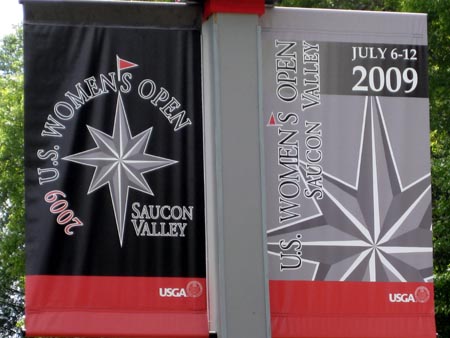 2009 U.S. WOMEN'S OPEN
SAUCON
VALLEY
USGA
JULY 6-12
2009
U.S. WOMEN'S OPEN
SAUCON VALLEY
USGA